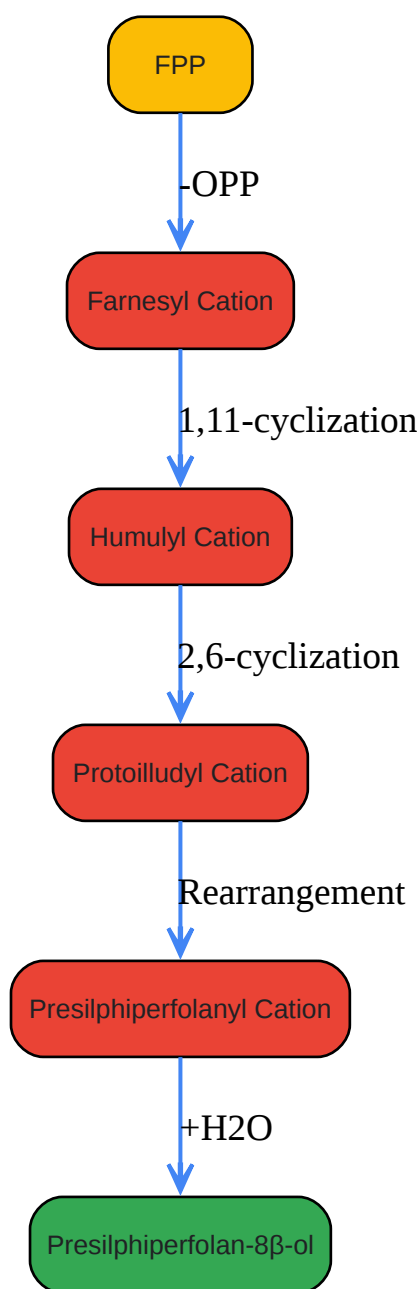 FPP
-OPP
Farnesyl Cation
1,11-cyclization
Humulyl Cation
2,6-cyclization
Protoilludyl Cation
Rearrangement
Presilphiperfolanyl Cation
+H2O
Presilphiperfolan-8β-ol